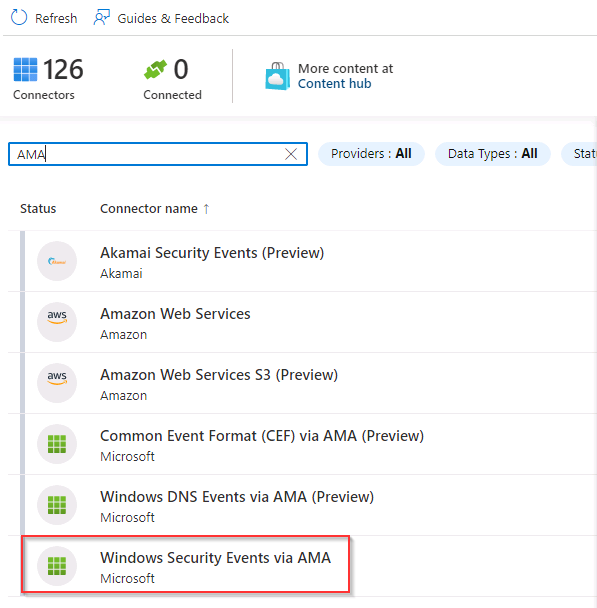 Refresh Guides & Feedback
126 Connectors
0 Connected
More content at
Content hub
AMA Providers : All Data Types : All Stat
Status Connector name ↑
Akamai Security Events (Preview)
Akamai
aws Amazon Web Services
Amazon
aws Amazon Web Services S3 (Preview)
Amazon
Common Event Format (CEF) via AMA (Preview)
Microsoft
Windows DNS Events via AMA (Preview)
Microsoft
Windows Security Events via AMA
Microsoft